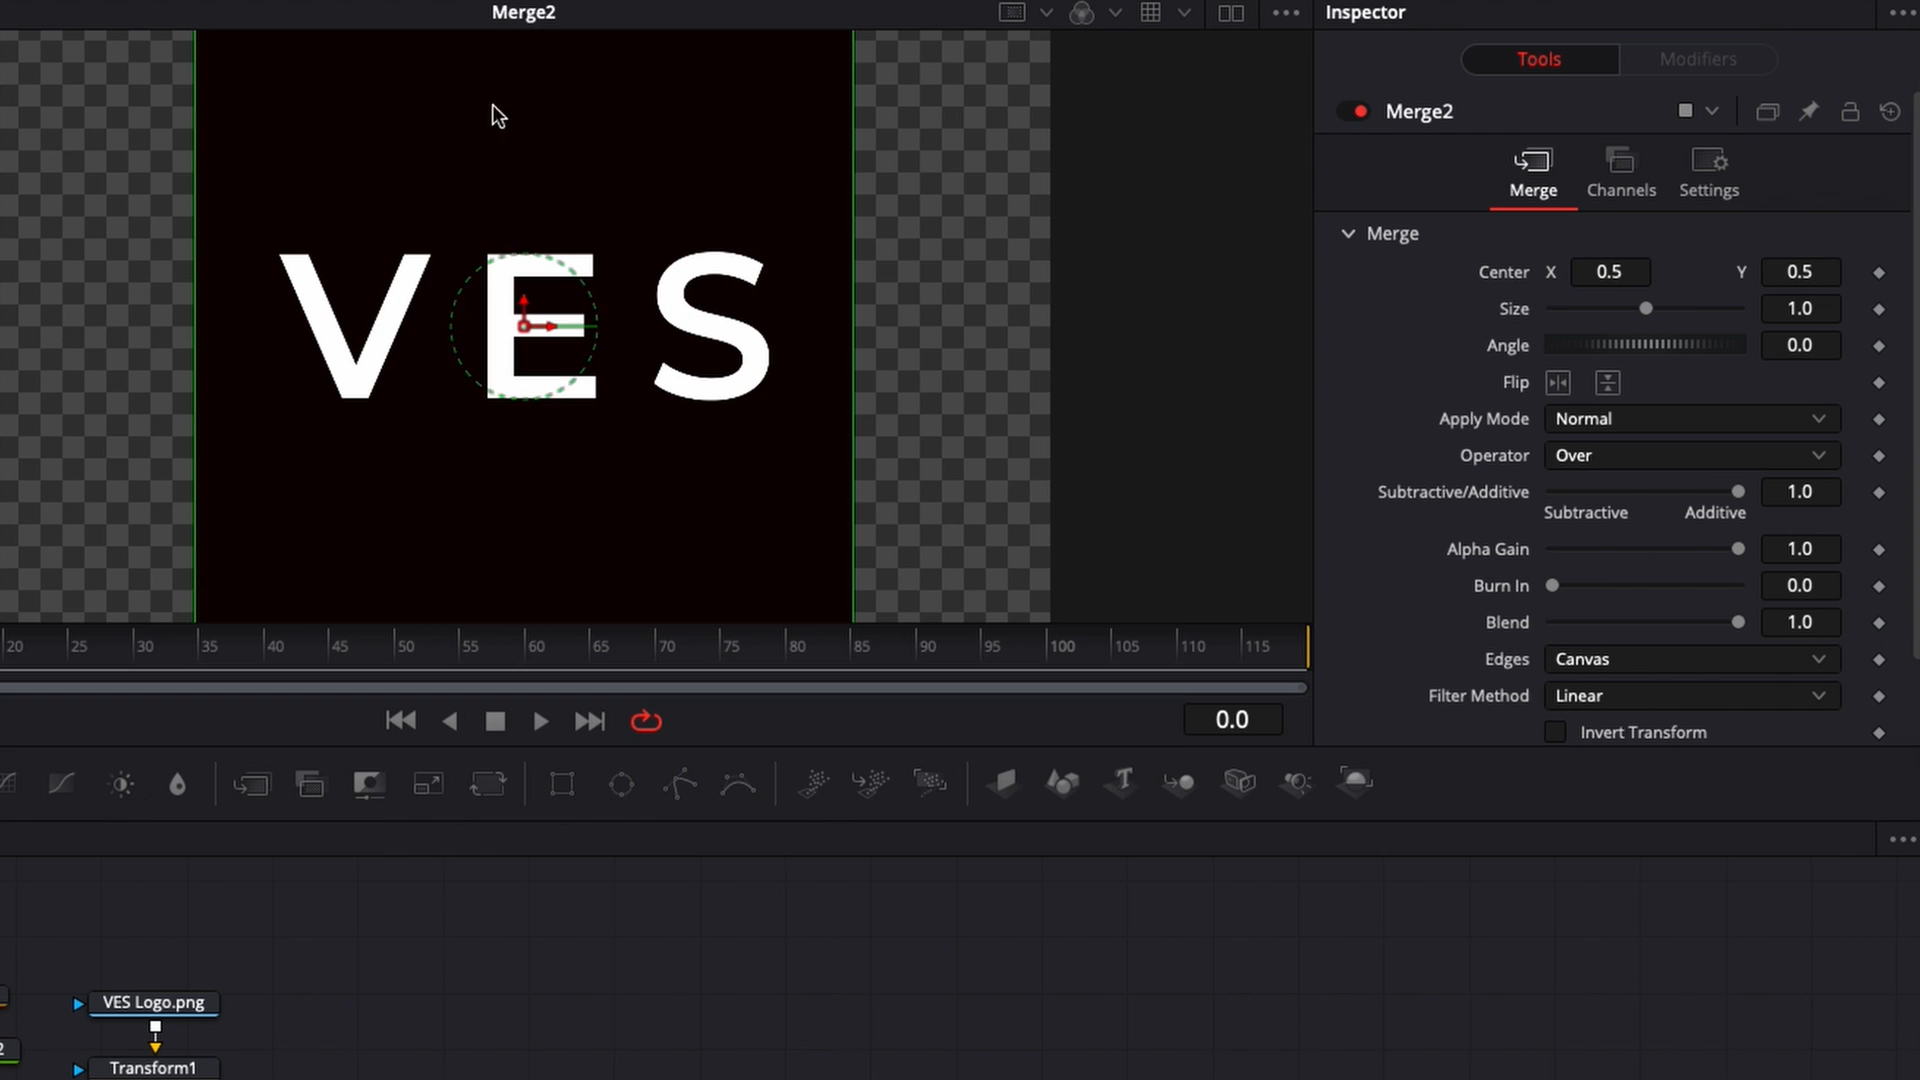 Merge2
Inspector
Tools
Modifiers
Merge2
Merge
Channels
Settings
Merge
Center X 0.5 Y 0.5
Size 1.0
Angle 0.0
Flip
Apply Mode Normal
Operator Over
Subtractive/Additive 1.0
Subtractive Additive
Alpha Gain 1.0
Burn In 0.0
Blend 1.0
Edges Canvas
Filter Method Linear
Invert Transform
VES
20 25 30 35 40 45 50 55 60 65 70 75 80 85 90 95 100 105 110 115
0.0
VES Logo.png
2
Transform1